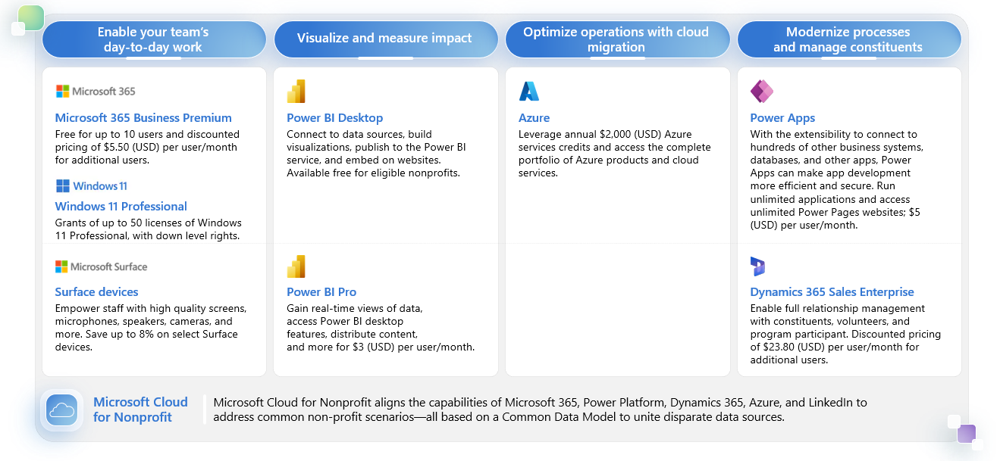 Enable your team's
day-to-day work
Visualize and measure impact
Optimize operations with cloud
migration
Modernize processes
and manage constituents
Microsoft 365
Microsoft 365 Business Premium
Free for up to 10 users and discounted
pricing of $5.50 (USD) per user/month
for additional users.
Windows 11
Windows 11 Professional
Grants of up to 50 licenses of Windows
11 Professional, with down level rights.
Microsoft Surface
Surface devices
Empower staff with high quality screens,
microphones, speakers, cameras, and
more. Save up to 8% on select Surface
devices.
Power BI Desktop
Connect to data sources, build
visualizations, publish to the Power BI
service, and embed on websites.
Available free for eligible nonprofits.
Power BI Pro
Gain real-time views of data,
access Power BI desktop
features, distribute content,
and more for $3 (USD) per user/month.
Azure
Leverage annual $2,000 (USD) Azure
services credits and access the complete
portfolio of Azure products and cloud
services.
Power Apps
With the extensibility to connect to
hundreds of other business systems,
databases, and other apps, Power
Apps can make app development
more efficient and secure. Run
unlimited applications and access
unlimited Power Pages websites; $5
(USD) per user/month.
Dynamics 365 Sales Enterprise
Enable full relationship management
with constituents, volunteers, and
program participant. Discounted pricing
of $23.80 (USD) per user/month for
additional users.
Microsoft Cloud
for Nonprofit
Microsoft Cloud for Nonprofit aligns the capabilities of Microsoft 365, Power Platform, Dynamics 365, Azure, and LinkedIn to
address common non-profit scenarios—all based on a Common Data Model to unite disparate data sources.